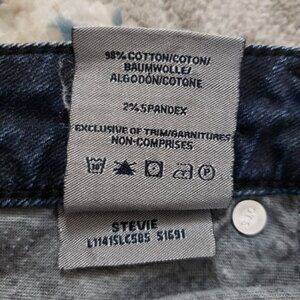 98% COTTON/COTON/
BAUMWOLLE/
ALGODÓN/COTONE
2% SPANDEX
EXCLUSIVE OF TRIM/GARNITURES
NON-COMPRISES
P
STEVIE
L1141SLC585 S1691